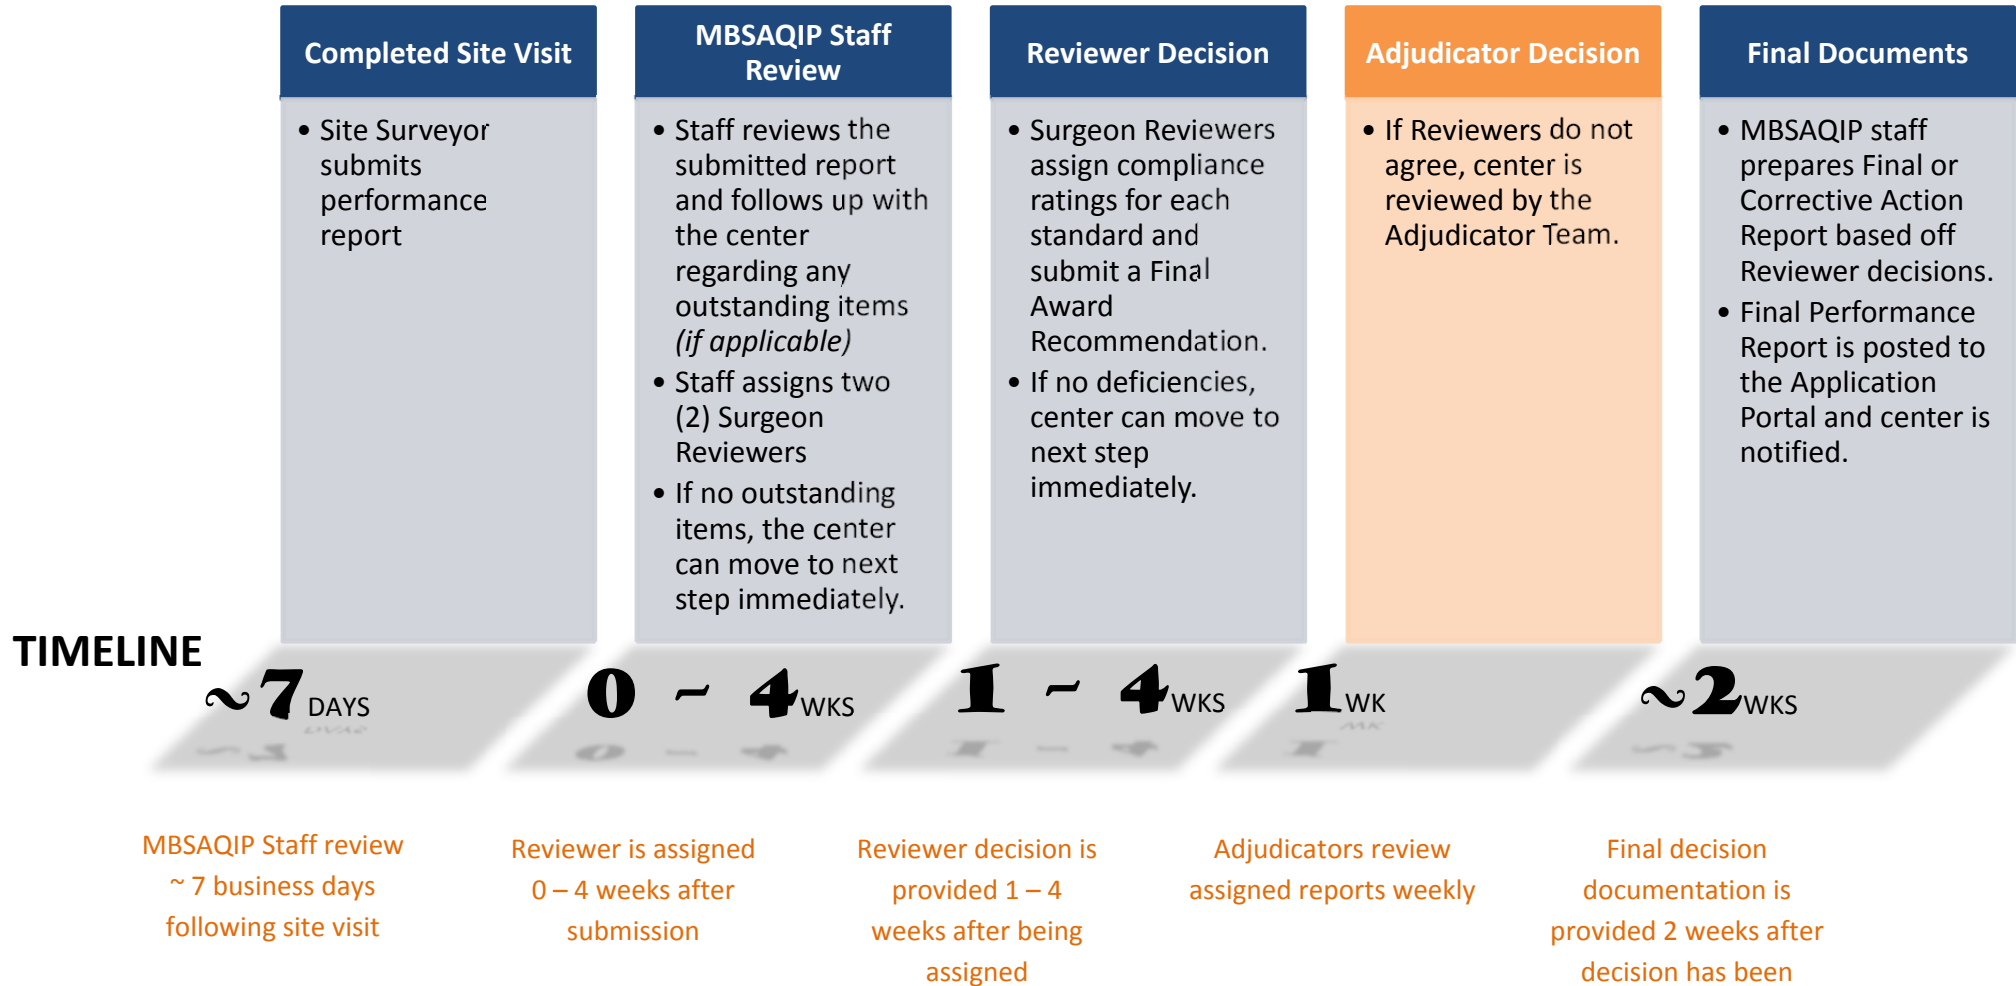 Completed Site Visit
• Site Surveyor
submits
performance
report
MBSAQIP Staff
Review
• Staff reviews the
submitted report
and follows up with
the center
regarding any
outstanding items
(if applicable)
• Staff assigns two
(2) Surgeon
Reviewers
• If no outstanding
items, the center
can move to next
step immediately.
Reviewer Decision
• Surgeon Reviewers
assign compliance
ratings for each
standard and
submit a Final
Award
Recommendation.
• If no deficiencies,
center can move to
next step
immediately.
Adjudicator Decision
• If Reviewers do not
agree, center is
reviewed by the
Adjudicator Team.
Final Documents
• MBSAQIP staff
prepares Final or
Corrective Action
Report based off
Reviewer decisions.
• Final Performance
Report is posted to
the Application
Portal and center is
notified.
TIMELINE
~7 DAYS
0 ~ 4 WKS
1 ~ 4 WKS
1 WK
~2 WKS
MBSAQIP Staff review
~ 7 business days
following site visit
Reviewer is assigned
0 – 4 weeks after
submission
Reviewer decision is
provided 1 – 4
weeks after being
assigned
Adjudicators review
assigned reports weekly
Final decision
documentation is
provided 2 weeks after
decision has been